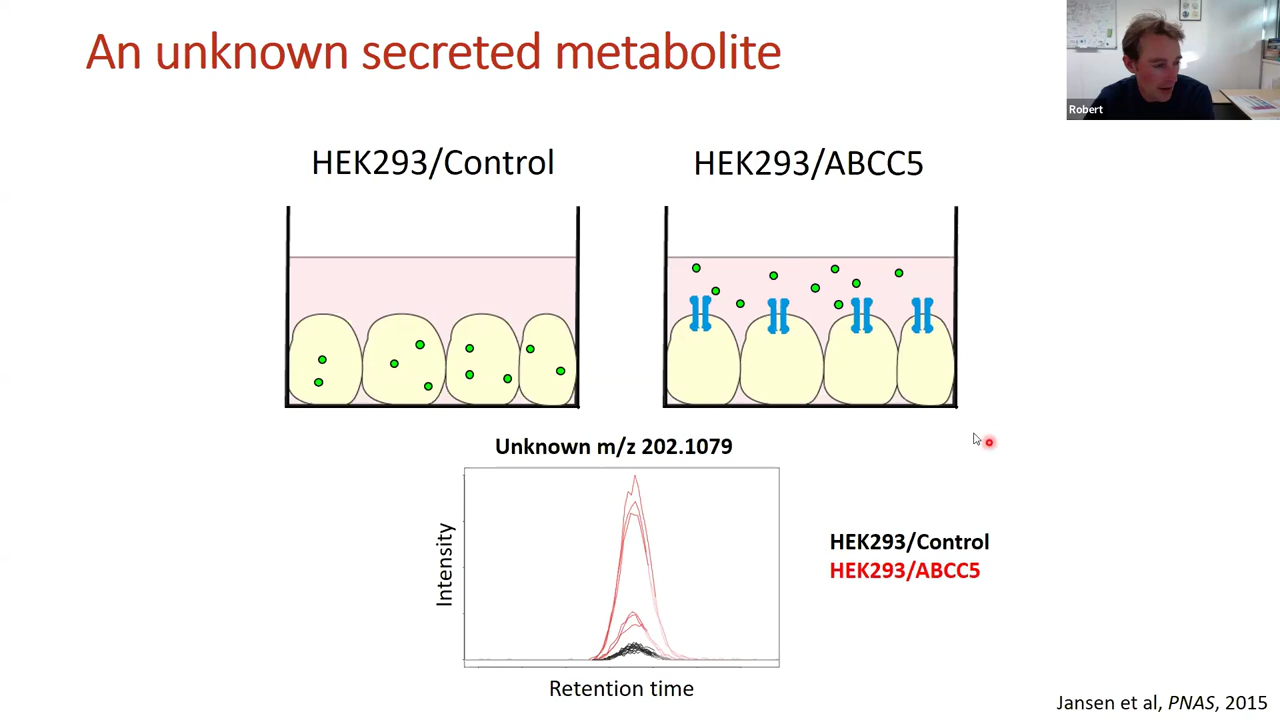 An unknown secreted metabolite
Robert
HEK293/Control
HEK293/ABCC5
Unknown m/z 202.1079
Intensity
HEK293/Control
HEK293/ABCC5
Retention time
Jansen et al, PNAS, 2015